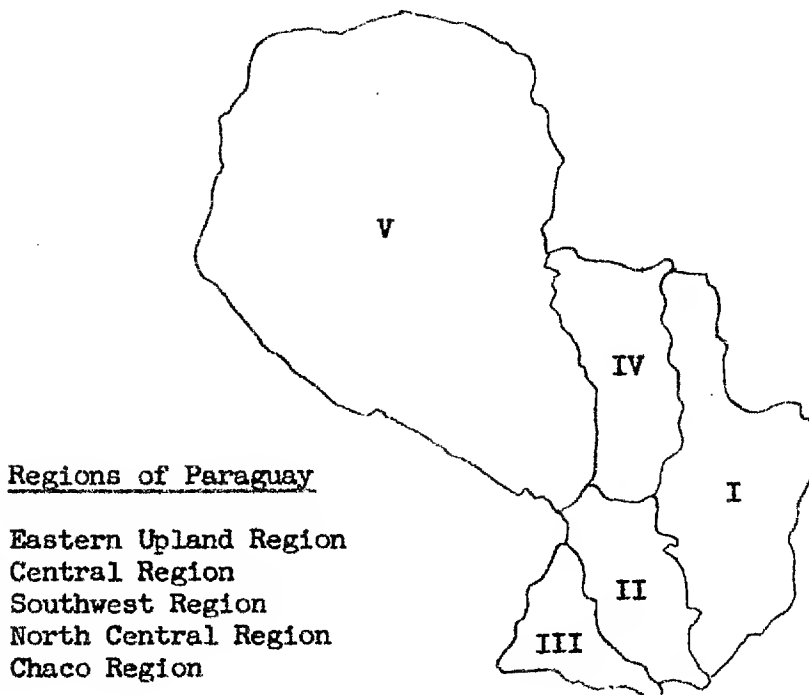 V
IV
I
Regions of Paraguay
Eastern Upland Region
Central Region
II
Southwest Region
North Central Region
III
Chaco Region